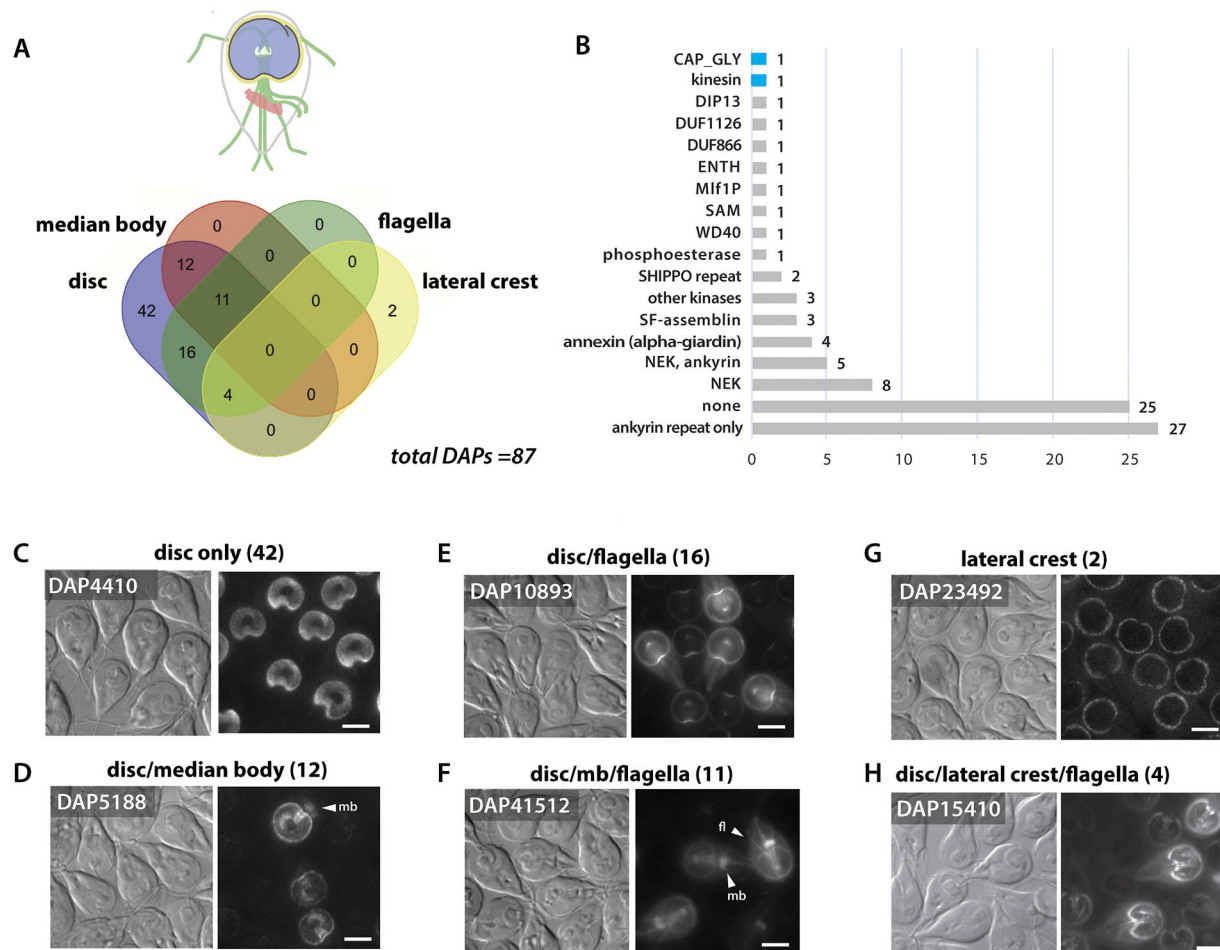 A
median body
flagella
disc
lateral crest
0
0
12
0
0
42
11
0
2
16
0
0
4
0
0
total DAPs =87
B
CAP_GLY 1
kinesin 1
DIP13 1
DUF1126 1
DUF866 1
ENTH 1
Mlf1P 1
SAM 1
WD40 1
phosphoesterase 1
SHIPPO repeat 2
other kinases 3
SF-assemblin 3
annexin (alpha-giardin) 4
NEK, ankyrin 5
NEK 8
none 25
ankyrin repeat only 27
0 5 10 15 20 25
C
disc only (42)
DAP4410
D
disc/median body (12)
DAP5188
mb
E
disc/flagella (16)
DAP10893
F
disc/mb/flagella (11)
DAP41512
fl
mb
G
lateral crest (2)
DAP23492
H
disc/lateral crest/flagella (4)
DAP15410